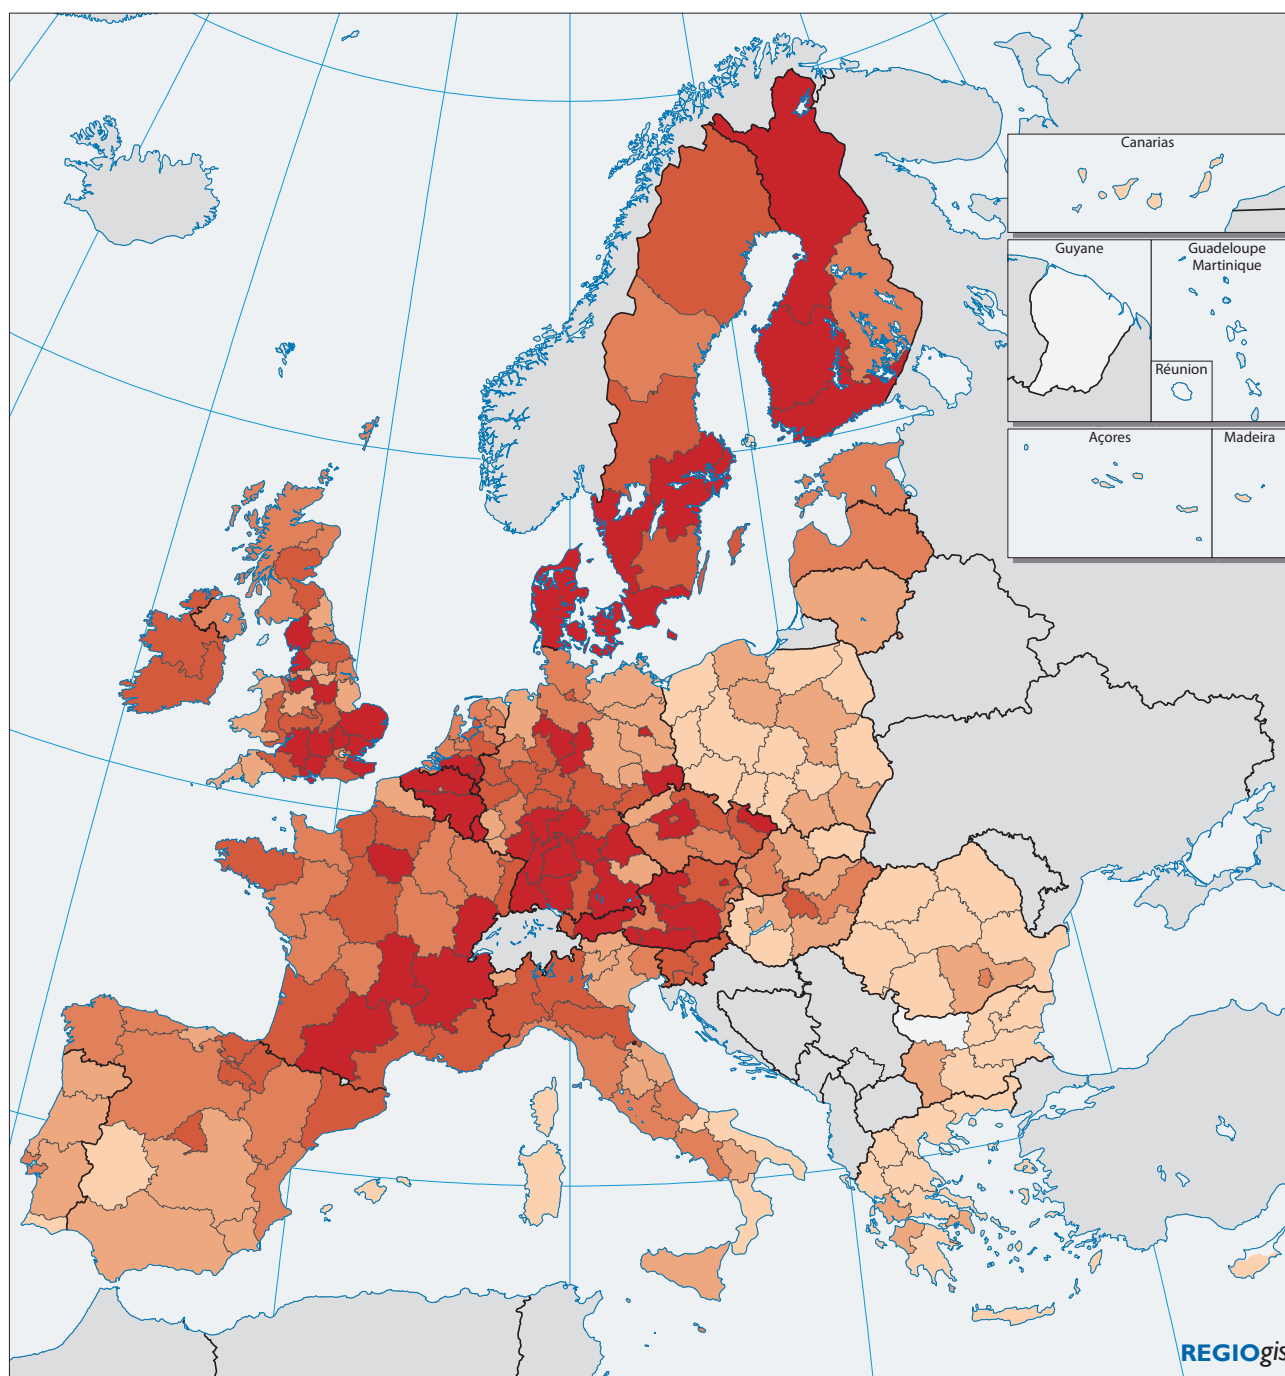 Canarias
Guyane
Guadeloupe
Martinique
Réunion
Açores
Madeira
REGIOgis